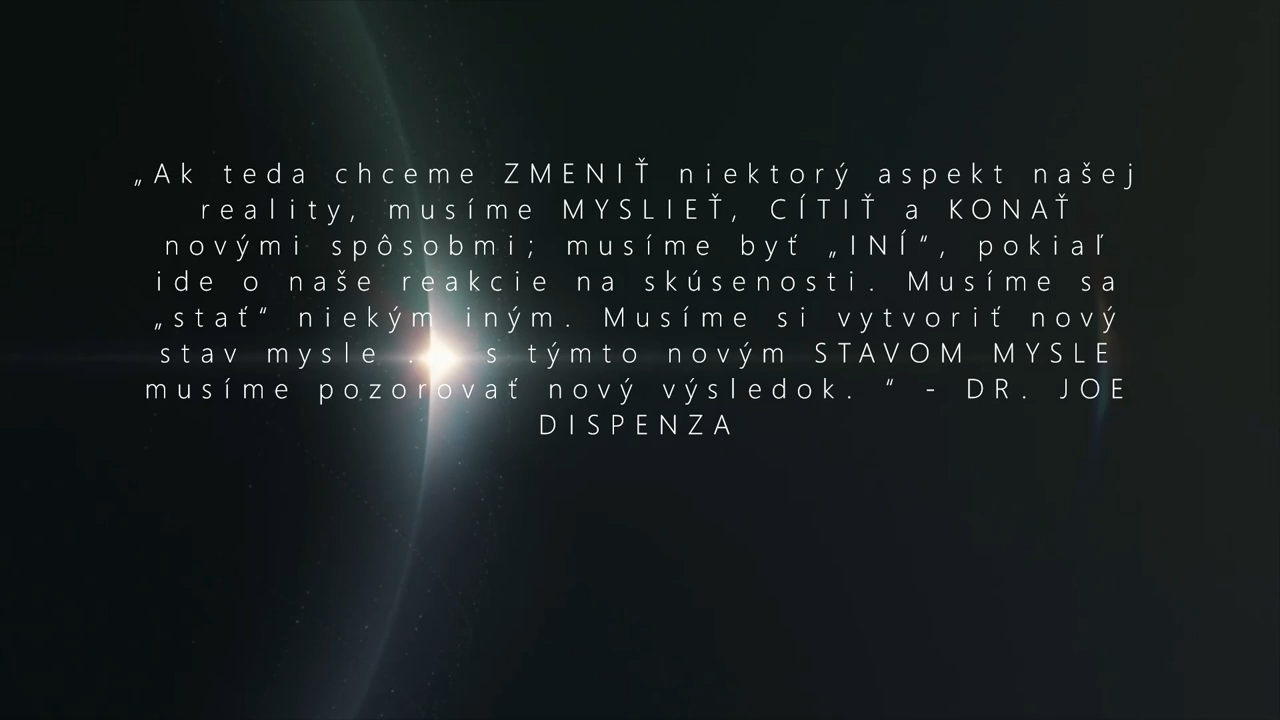 „Ak teda chceme ZMENIŤ niektorý aspekt našej
reality, musíme MYSLIEŤ, CÍTIŤ a KONAŤ
novými spôsobmi; musíme byť „INÍ“, pokiaľ
ide o naše reakcie na skúsenosti. Musíme sa
„stať“ niekým iným. Musíme si vytvoriť nový
stav mysle . s týmto novým STAVOM MYSLE
musíme pozorovať nový výsledok. “ - DR. JOE
DISPENZA